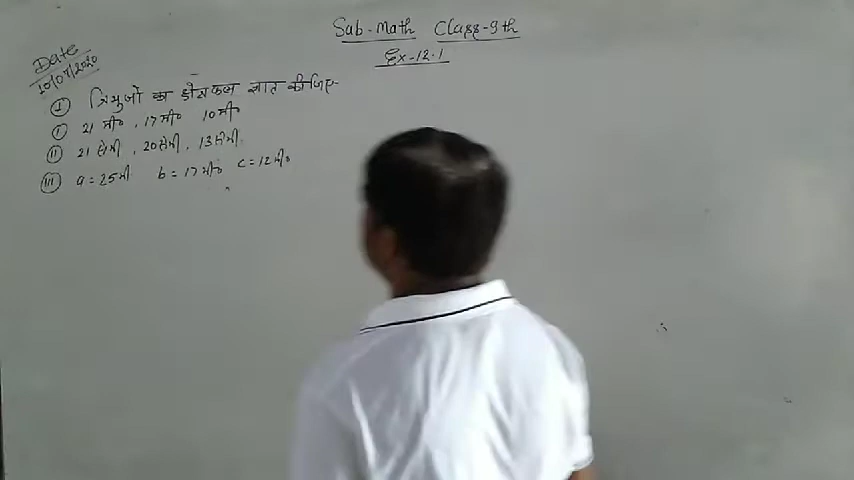 Sub-Math Class-9th
Ex-12.1
Date
10/07/2020
① त्रिभुजों का क्षेत्रफल ज्ञात कीजिए-
(i) 21 मी०, 17 मी० 10 मी०
(ii) 21 सेमी, 20 सेमी, 13 सेमी
(iii) a = 25 मी b = 17 मी० c = 12 मी०